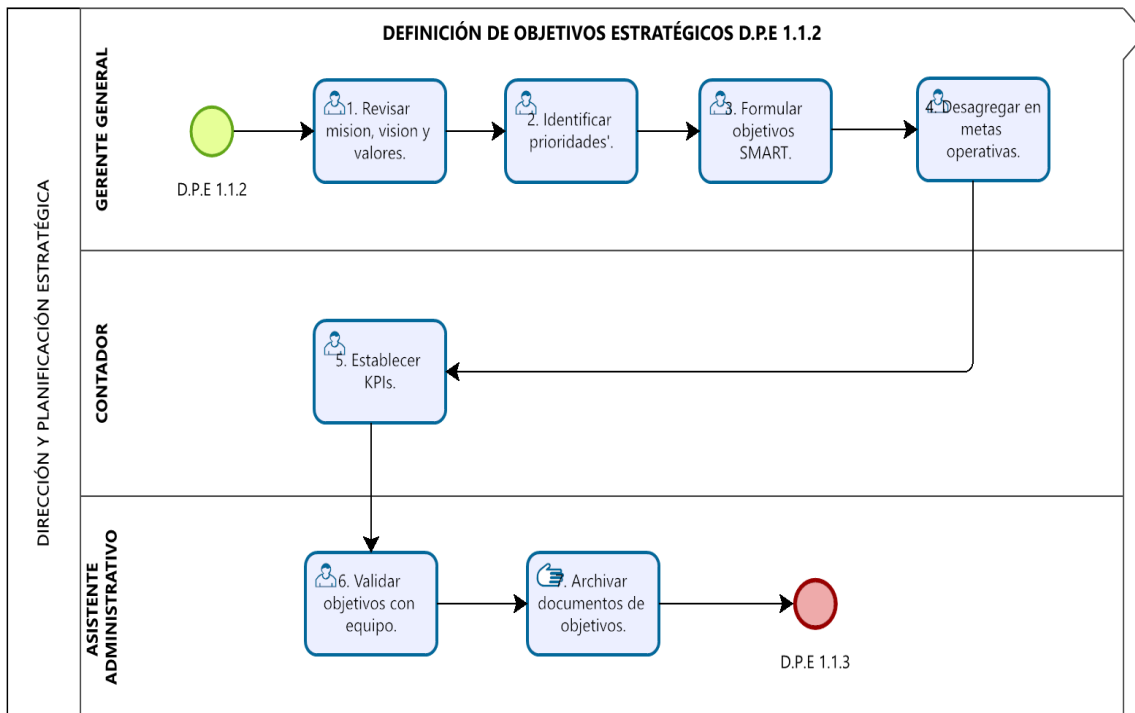 DEFINICIÓN DE OBJETIVOS ESTRATÉGICOS D.P.E 1.1.2
DIRECCIÓN Y PLANIFICACIÓN ESTRATÉGICA
GERENTE GENERAL
D.P.E 1.1.2
1. Revisar
mision, vision y
valores.
2. Identificar
prioridades'.
3. Formular
objetivos
SMART.
4. Desagregar en
metas
operativas.
CONTADOR
5. Establecer
KPIs.
ASISTENTE
ADMINISTRATIVO
6. Validar
objetivos con
equipo.
7. Archivar
documentos de
objetivos.
D.P.E 1.1.3